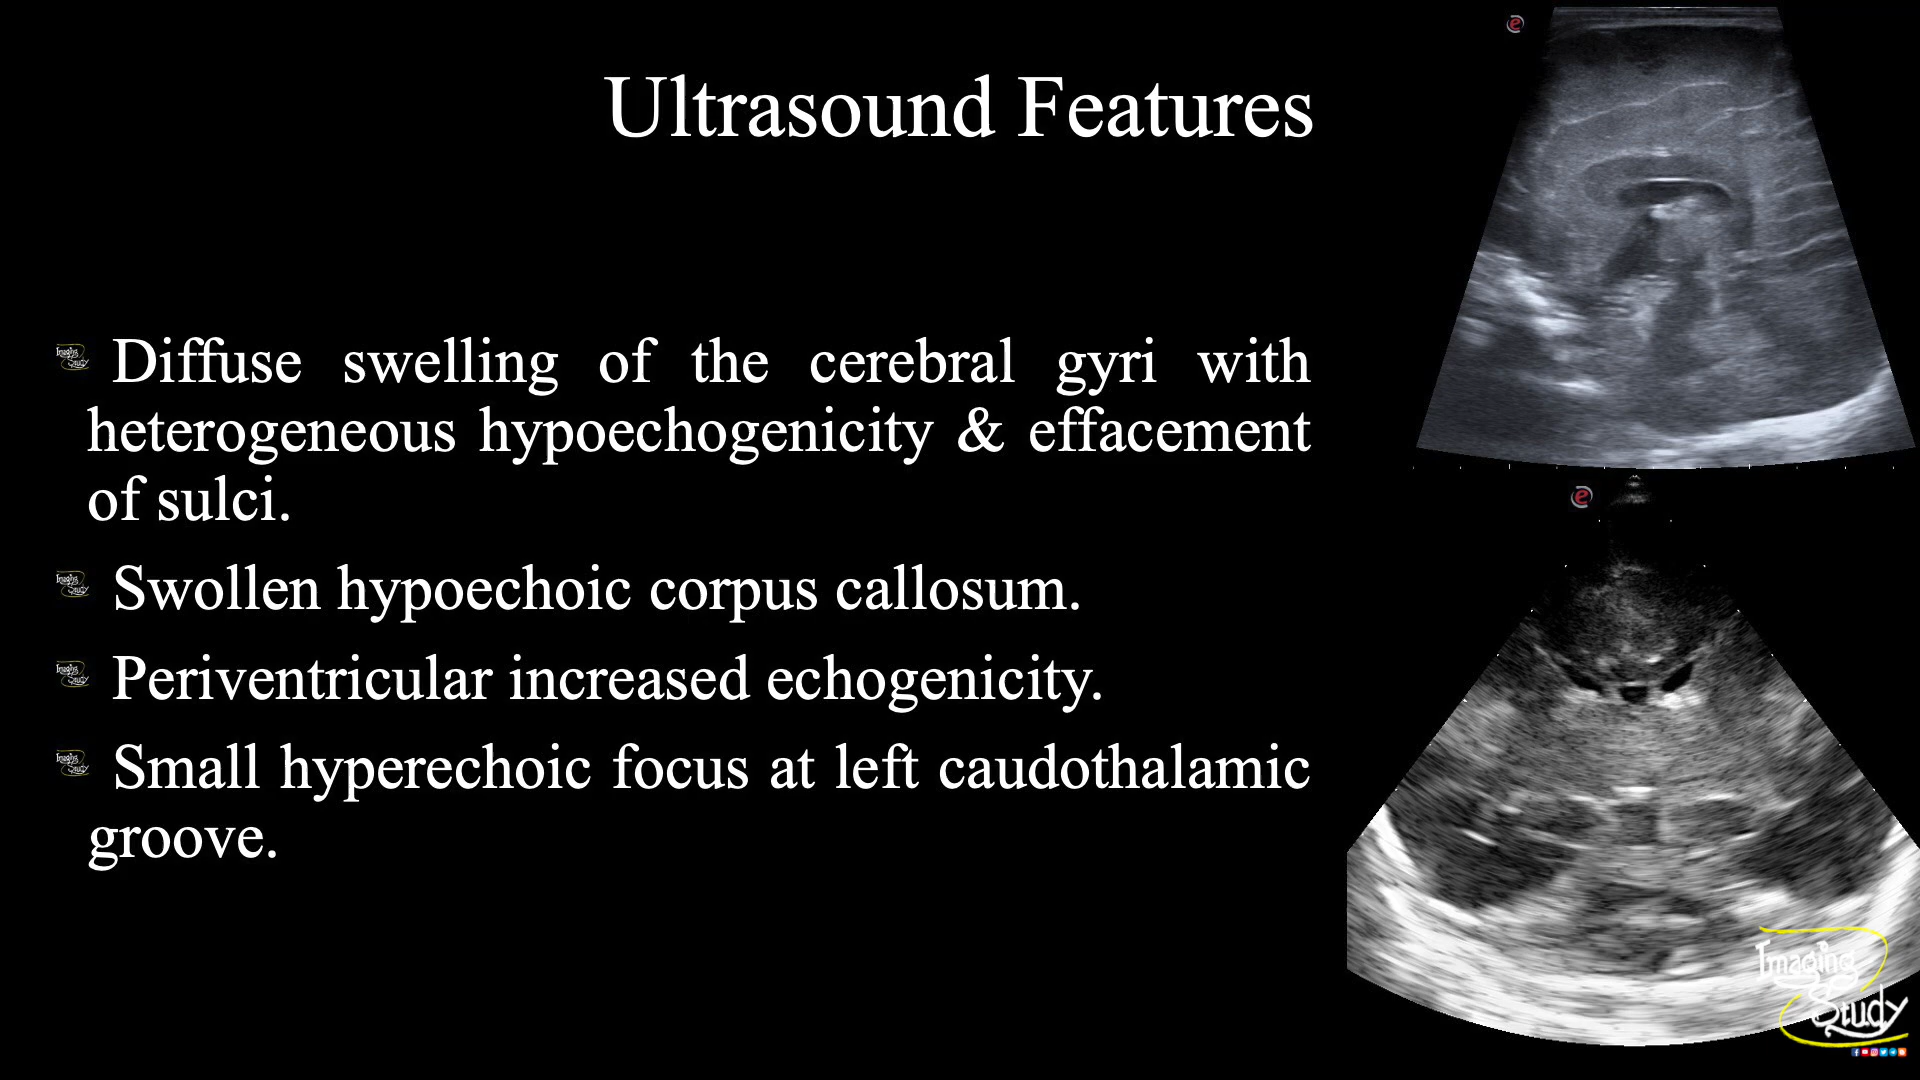 Ultrasound Features
Diffuse swelling of the cerebral gyri with
heterogeneous hypoechogenicity & effacement
of sulci.
Swollen hypoechoic corpus callosum.
Periventricular increased echogenicity.
Small hyperechoic focus at left caudothalamic
groove.
Imaging
Study